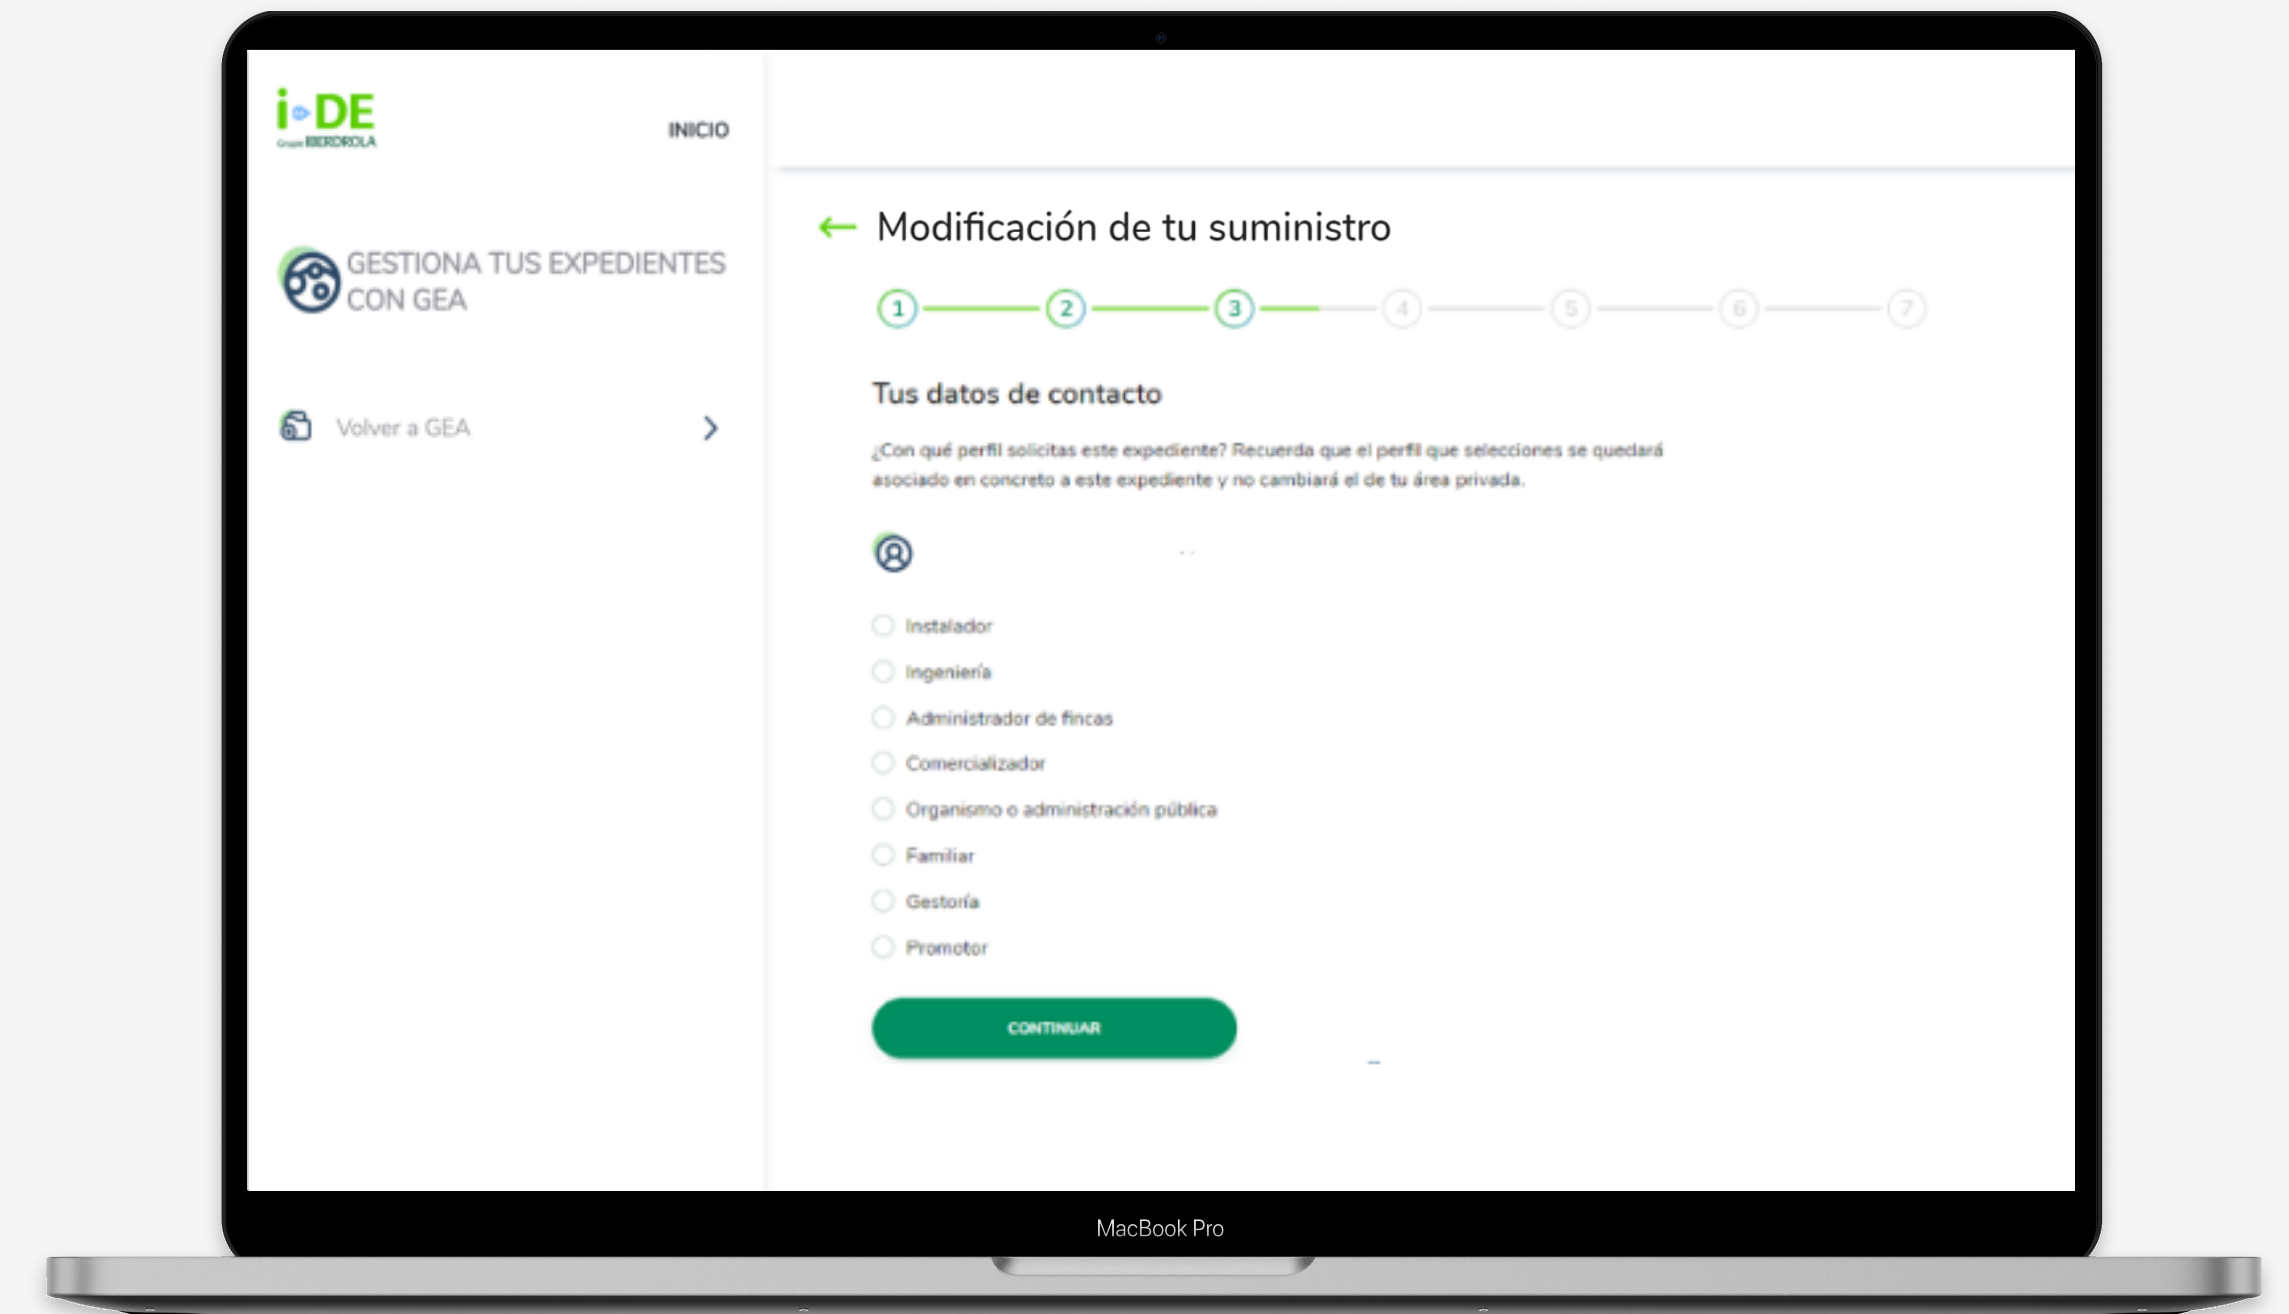 i-DE
Grupo IBERDROLA
INICIO
GESTIONA TUS EXPEDIENTES
CON GEA
Volver a GEA
Modificación de tu suministro
1 2 3 4 5 6 7
Tus datos de contacto
¿Con qué perfil solicitas este expediente? Recuerda que el perfil que selecciones se quedará
asociado en concreto a este expediente y no cambiará el de tu área privada.
Instalador
Ingeniería
Administrador de fincas
Comercializador
Organismo o administración pública
Familiar
Gestoría
Promotor
CONTINUAR
MacBook Pro